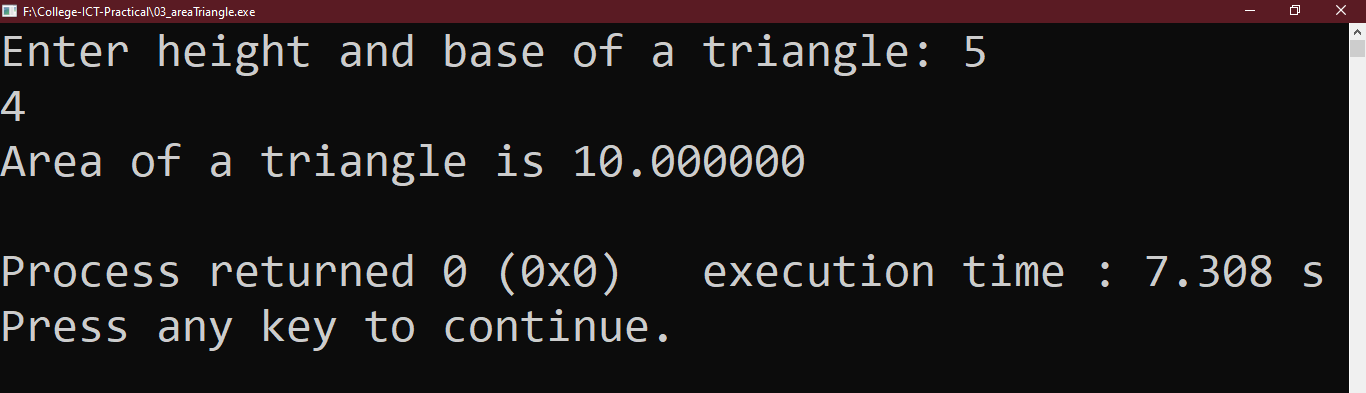 F:\College-ICT-Practical\03_areaTriangle.exe
Enter height and base of a triangle: 5
4
Area of a triangle is 10.000000
Process returned 0 (0x0)   execution time : 7.308 s
Press any key to continue.